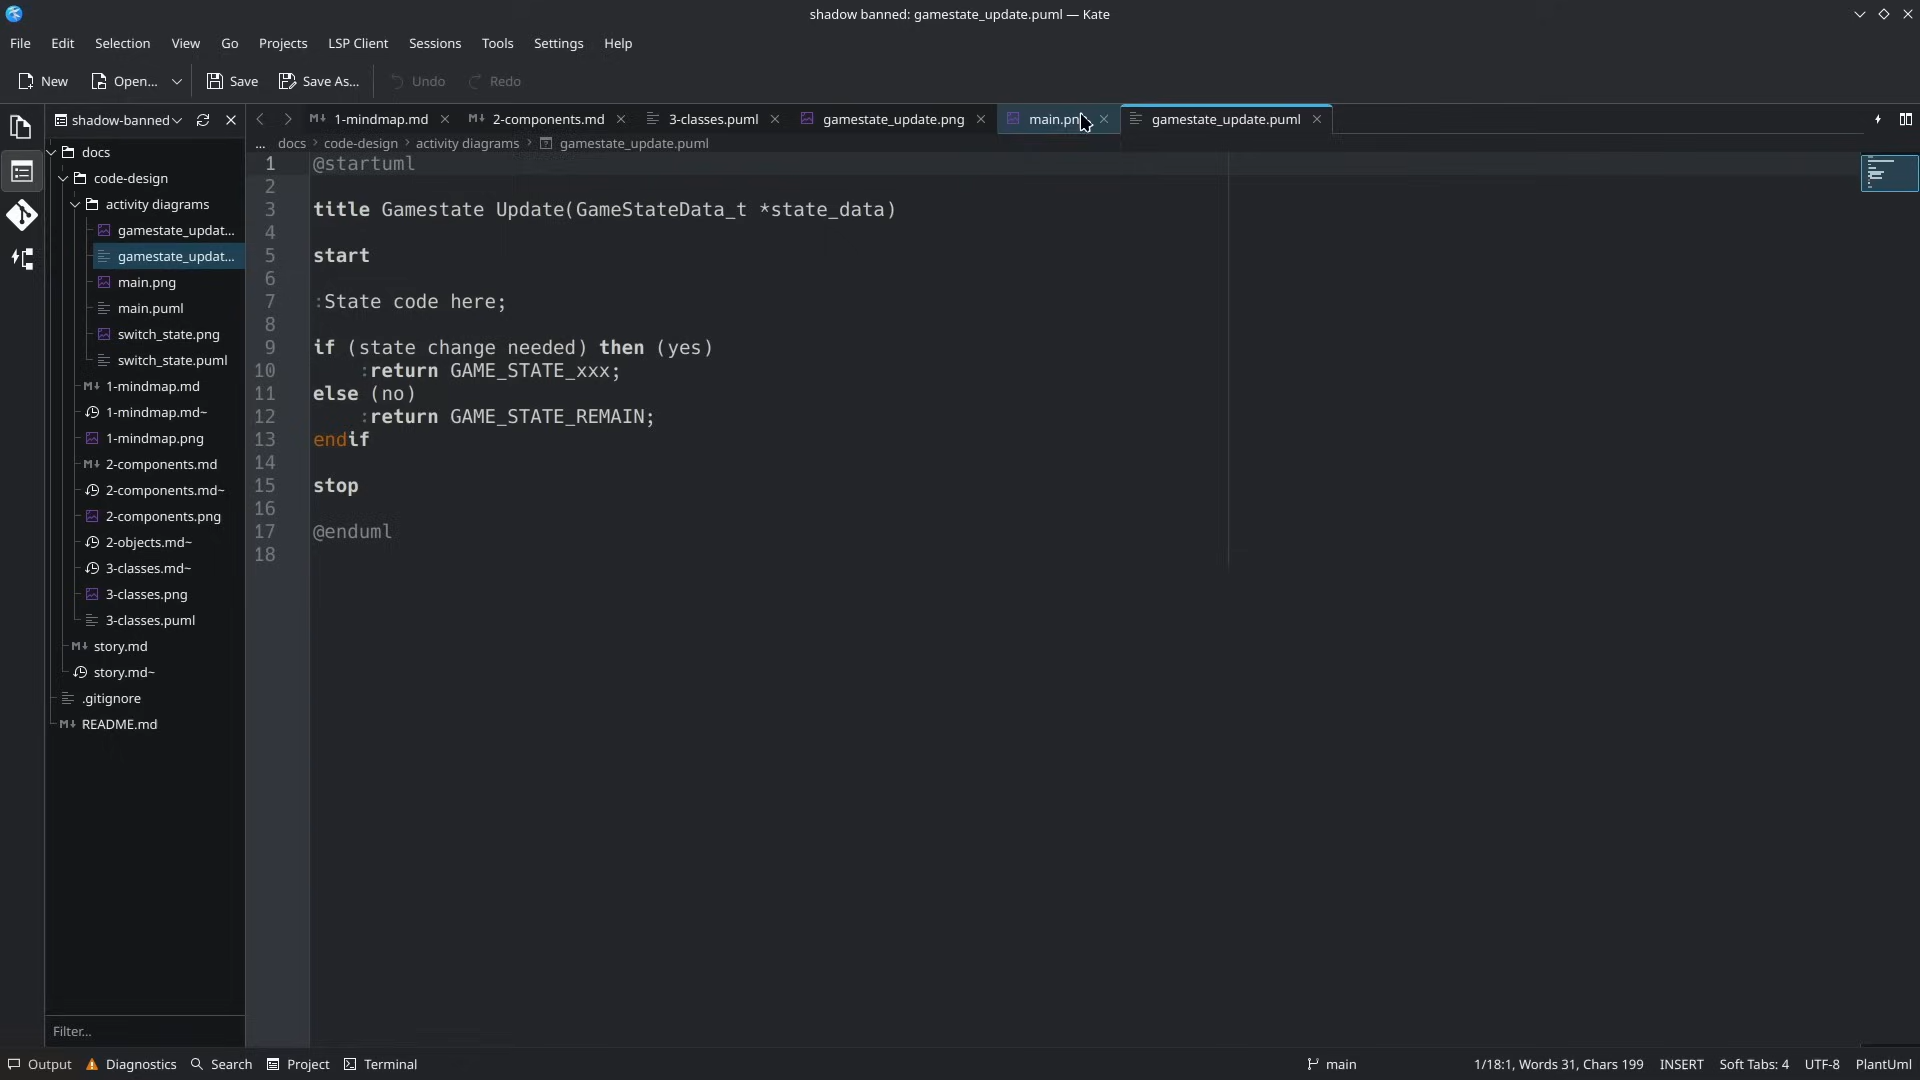 shadow banned: gamestate_update.puml — Kate
File Edit Selection View Go Projects LSP Client Sessions Tools Settings Help
New Open... Save Save As... Undo Redo
shadow-banned
1-mindmap.md 2-components.md 3-classes.puml gamestate_update.png main.pn gamestate_update.puml
... docs code-design activity diagrams gamestate_update.puml
docs
code-design
activity diagrams
gamestate_updat...
gamestate_updat...
main.png
main.puml
switch_state.png
switch_state.puml
1-mindmap.md
1-mindmap.md~
1-mindmap.png
2-components.md
2-components.md~
2-components.png
2-objects.md~
3-classes.md~
3-classes.png
3-classes.puml
story.md
story.md~
.gitignore
README.md
Filter...
1 @startuml
2
3 title Gamestate Update(GameStateData_t *state_data)
4
5 start
6
7 :State code here;
8
9 if (state change needed) then (yes)
10 :return GAME_STATE_xxx;
11 else (no)
12 :return GAME_STATE_REMAIN;
13 endif
14
15 stop
16
17 @enduml
18
Output Diagnostics Search Project Terminal main 1/18:1, Words 31, Chars 199 INSERT Soft Tabs: 4 UTF-8 PlantUml